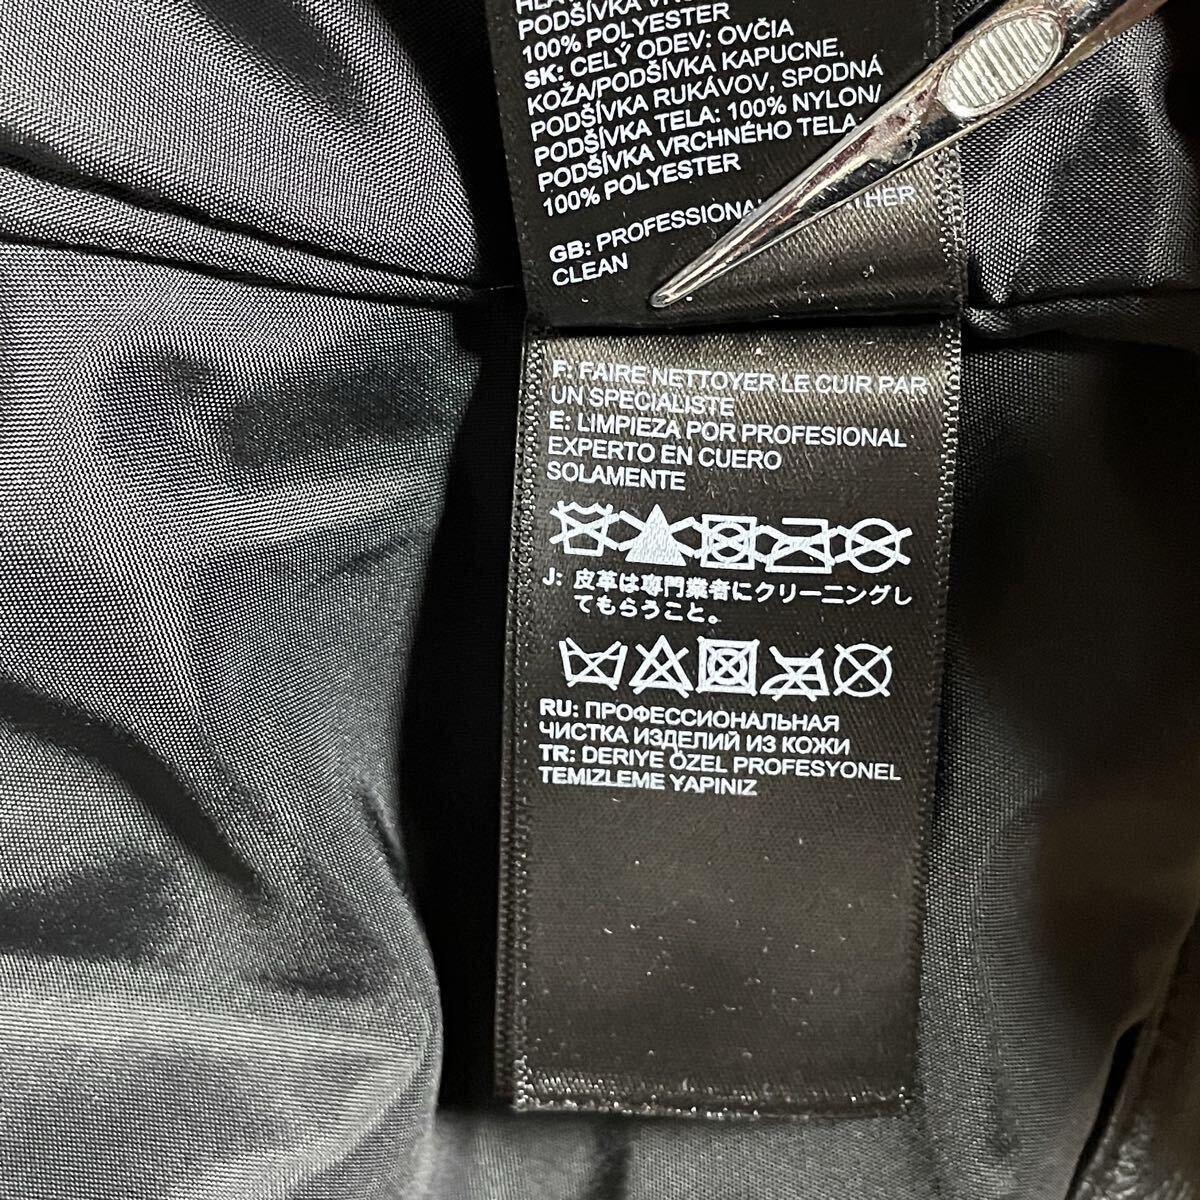 PODŠÍVKA
100% POLYESTER
SK: CELÝ ODEV: OVČIA
KOŽA/PODŠÍVKA KAPUCNE,
PODŠÍVKA RUKÁVOV, SPODNÁ
PODŠÍVKA TELA: 100% NYLON/
PODŠÍVKA VRCHNÉHO TELA:
100% POLYESTER
GB: PROFESSIONAL
CLEAN
F: FAIRE NETTOYER LE CUIR PAR
UN SPECIALISTE
E: LIMPIEZA POR PROFESIONAL
EXPERTO EN CUERO
SOLAMENTE
J: 皮革は専門業者にクリーニングし
てもらうこと。
RU: ПРОФЕССИОНАЛЬНАЯ
ЧИСТКА ИЗДЕЛИЙ ИЗ КОЖИ
TR: DERIYE ÖZEL PROFESYONEL
TEMIZLEME YAPINIZ